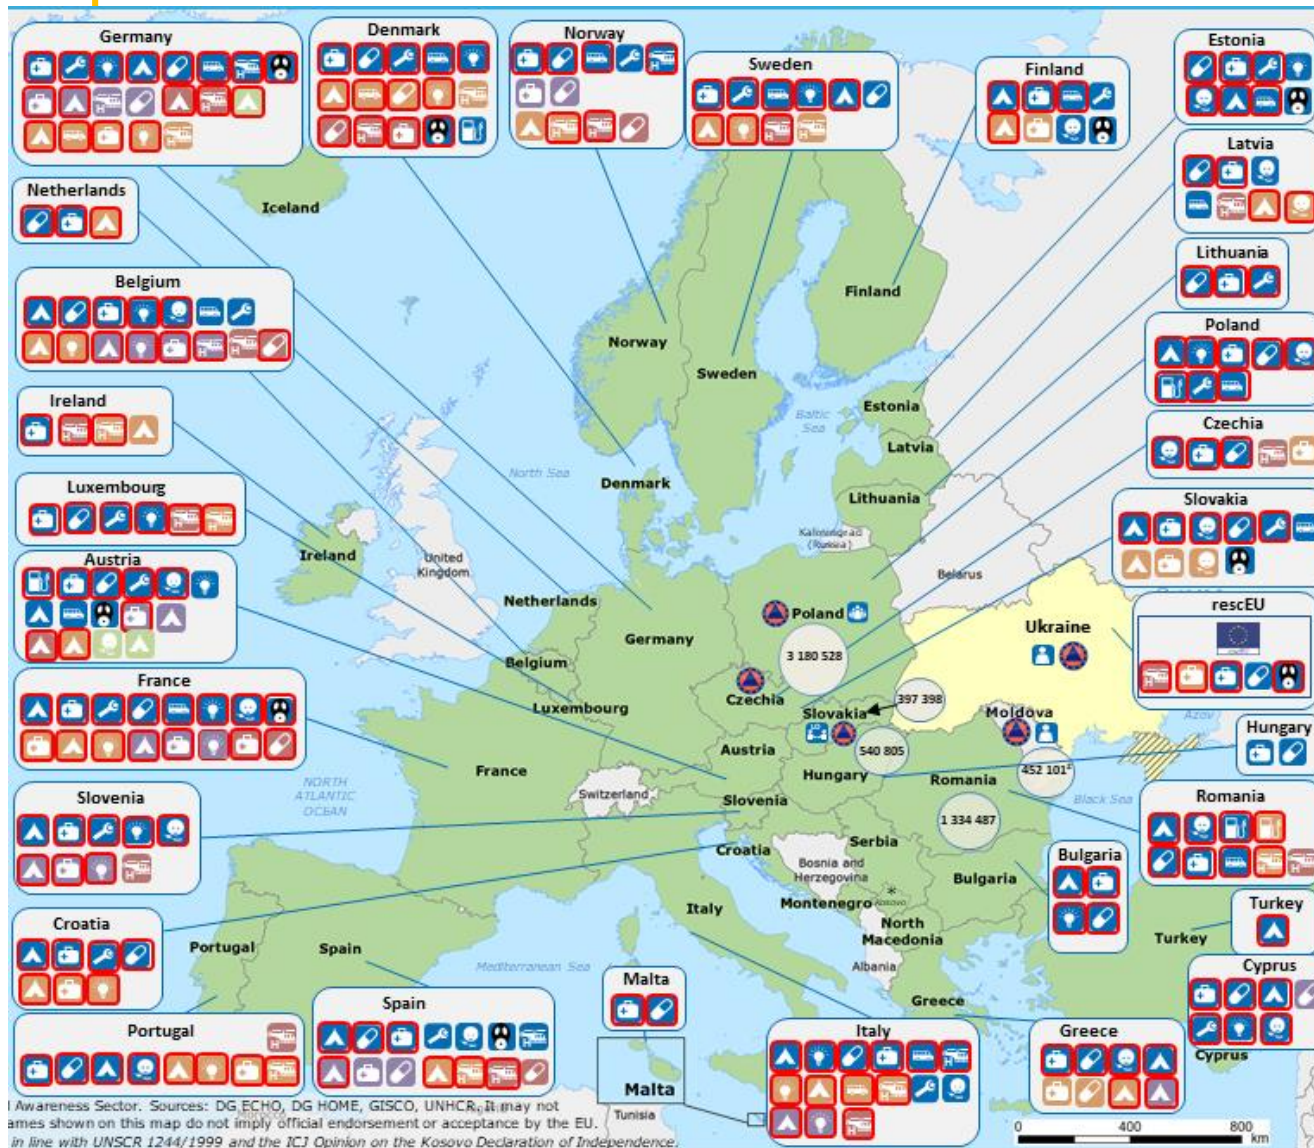 Germany
Denmark
Norway
Sweden
Finland
Estonia
Latvia
Netherlands
Iceland
Lithuania
Belgium
Finland
Poland
Norway
Sweden
Ireland
Estonia
Baltic
Sea
Czechia
Latvia
North Sea
Denmark
Luxembourg
Lithuania
Slovakia
Kaliningrad
(Russia)
Ireland
United
Kingdom
Austria
Belarus
Netherlands
rescEU
Poland
Ukraine
Germany
Belgium
3 180 528
France
Czechia
397 398
Luxembourg
Slovakia
Moldova
Azov
Hungary
Austria
540 805
France
Hungary
Romania
452 101²
NORTH
ATLANTIC
OCEAN
Switzerland
Slovenia
Black Sea
Slovenia
Romania
1 334 487
Serbia
Croatia
Bosnia and
Herzegovina
Bulgaria
Bulgaria
Montenegro
*
Kosovo
Turkey
Italy
Croatia
North
Macedonia
Portugal
Spain
Turkey
Mediterranean Sea
Albania
Cyprus
Malta
Spain
Greece
Portugal
Italy
Greece
Cyprus
Malta
l Awareness Sector. Sources: DG ECHO, DG HOME, GISCO, UNHCR. It may not
ames shown on this map do not imply official endorsement or acceptance by the EU.
in line with UNSCR 1244/1999 and the ICJ Opinion on the Kosovo Declaration of Independence.
Tunisia
0 400 800
km